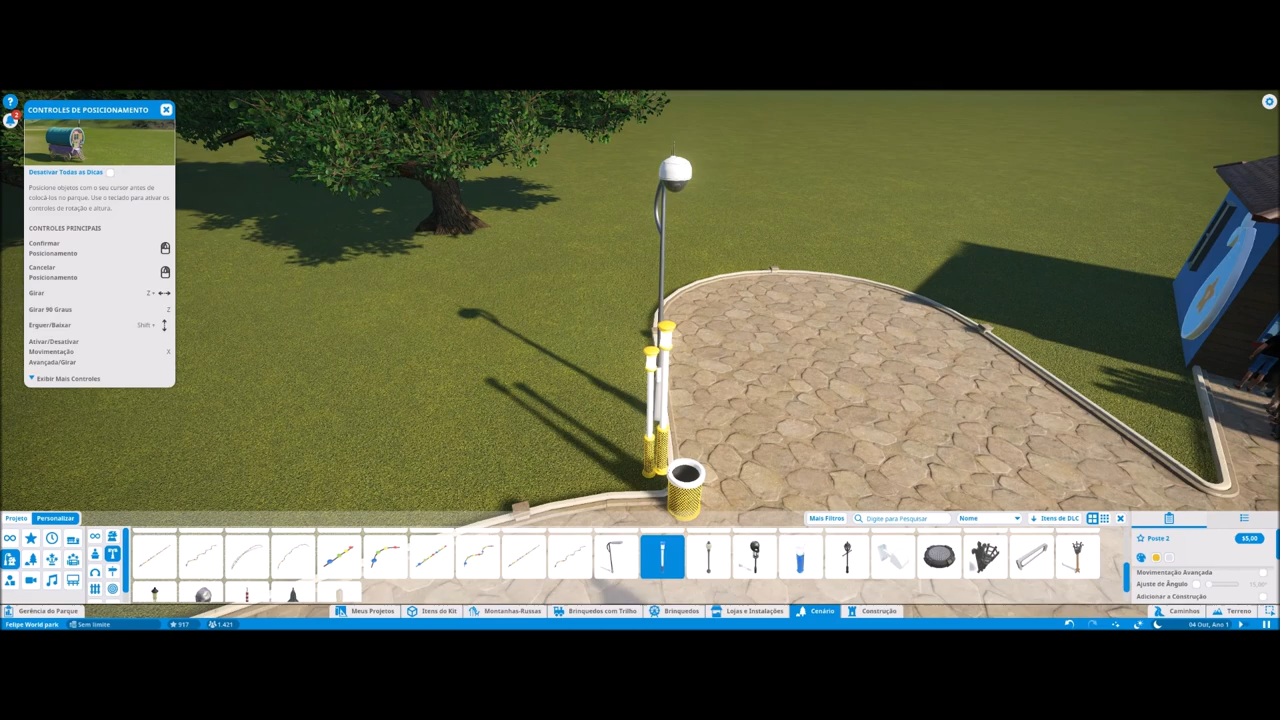 ?
2
CONTROLES DE POSICIONAMENTO
Desativar Todas as Dicas
Posicione objetos com o seu cursor antes de
colocá-los no parque. Use o teclado para ativar os
controles de rotação e altura.
CONTROLES PRINCIPAIS
Confirmar
Posicionamento
Cancelar
Posicionamento
Girar Z +
Girar 90 Graus Z
Erguer/Baixar Shift +
Ativar/Desativar
Movimentação X
Avançada/Girar
Exibir Mais Controles
Projeto Personalizar
Mais Filtros Digite para Pesquisar Nome Itens de DLC
Poste 2 $5,00
Movimentação Avançada
Ajuste de Ângulo 15,00°
Adicionar a Construção
Gerência do Parque Meus Projetos Itens do Kit Montanhas-Russas Brinquedos com Trilho Brinquedos Lojas e Instalações Cenário Construção Caminhos Terreno
Felipe World park Sem limite 917 1.421 04 Out, Ano 1